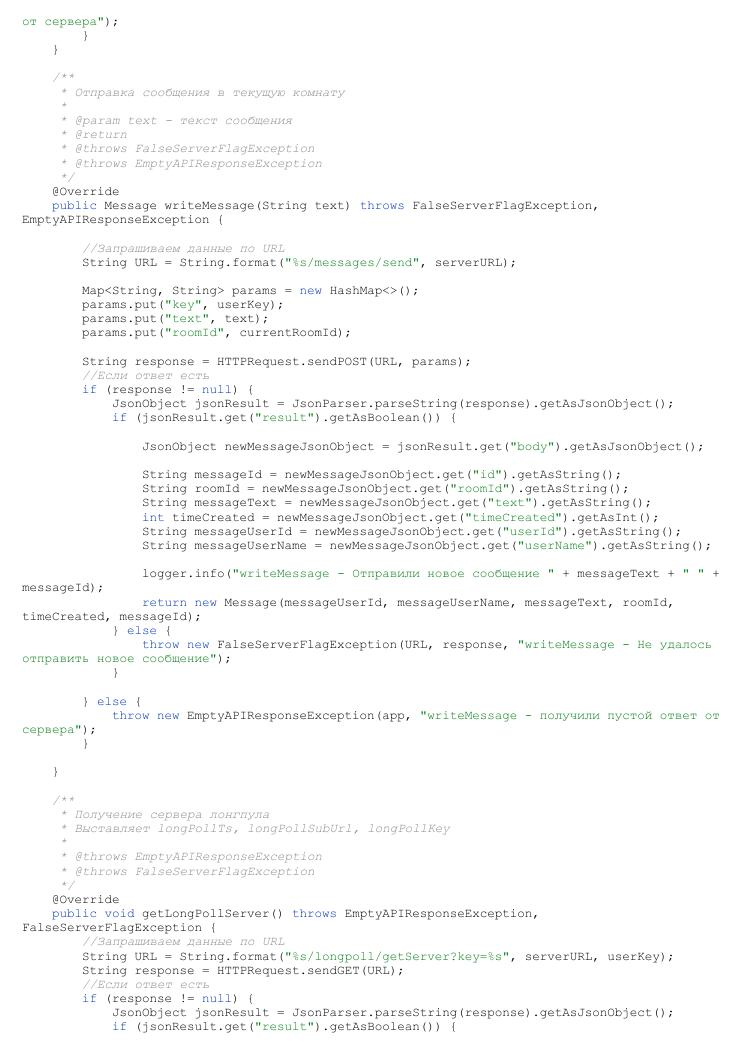 от сервера");
        }
    }

    /**
     * Отправка сообщения в текущую комнату
     *
     * @param text - текст сообщения
     * @return
     * @throws FalseServerFlagException
     * @throws EmptyAPIResponseException
     */
    @Override
    public Message writeMessage(String text) throws FalseServerFlagException,
EmptyAPIResponseException {

        //Запрашиваем данные по URL
        String URL = String.format("%s/messages/send", serverURL);

        Map<String, String> params = new HashMap<>();
        params.put("key", userKey);
        params.put("text", text);
        params.put("roomId", currentRoomId);

        String response = HTTPRequest.sendPOST(URL, params);
        //Если ответ есть
        if (response != null) {
            JsonObject jsonResult = JsonParser.parseString(response).getAsJsonObject();
            if (jsonResult.get("result").getAsBoolean()) {

                JsonObject newMessageJsonObject = jsonResult.get("body").getAsJsonObject();

                String messageId = newMessageJsonObject.get("id").getAsString();
                String roomId = newMessageJsonObject.get("roomId").getAsString();
                String messageText = newMessageJsonObject.get("text").getAsString();
                int timeCreated = newMessageJsonObject.get("timeCreated").getAsInt();
                String messageUserId = newMessageJsonObject.get("userId").getAsString();
                String messageUserName = newMessageJsonObject.get("userName").getAsString();

                logger.info("writeMessage - Отправили новое сообщение " + messageText + " " +
messageId);
                return new Message(messageUserId, messageUserName, messageText, roomId,
timeCreated, messageId);
            } else {
                throw new FalseServerFlagException(URL, response, "writeMessage - Не удалось
отправить новое сообщение");
            }

        } else {
            throw new EmptyAPIResponseException(app, "writeMessage - получили пустой ответ от
сервера");
        }

    }

    /**
     * Получение сервера лонгпула
     * Выставляет longPollTs, longPollSubUrl, longPollKey
     *
     * @throws EmptyAPIResponseException
     * @throws FalseServerFlagException
     */
    @Override
    public void getLongPollServer() throws EmptyAPIResponseException,
FalseServerFlagException {
        //Запрашиваем данные по URL
        String URL = String.format("%s/longpoll/getServer?key=%s", serverURL, userKey);
        String response = HTTPRequest.sendGET(URL);
        //Если ответ есть
        if (response != null) {
            JsonObject jsonResult = JsonParser.parseString(response).getAsJsonObject();
            if (jsonResult.get("result").getAsBoolean()) {